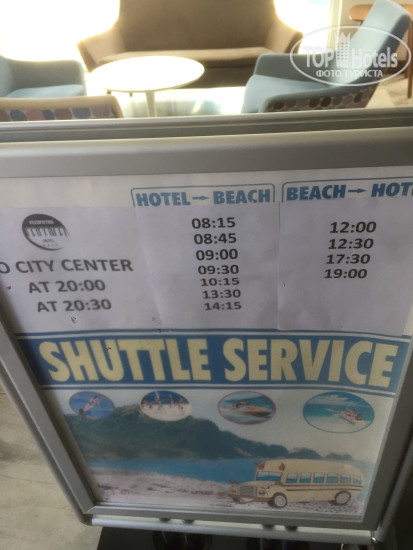 TopHotels
ФОТО ТУРИСТА
HOTEL → BEACH
08:15
08:45
09:00
09:30
10:15
13:30
14:15
BEACH → HOT
12:00
12:30
17:30
19:00
HOTEL
O CITY CENTER
AT 20:00
AT 20:30
SHUTTLE SERVICE